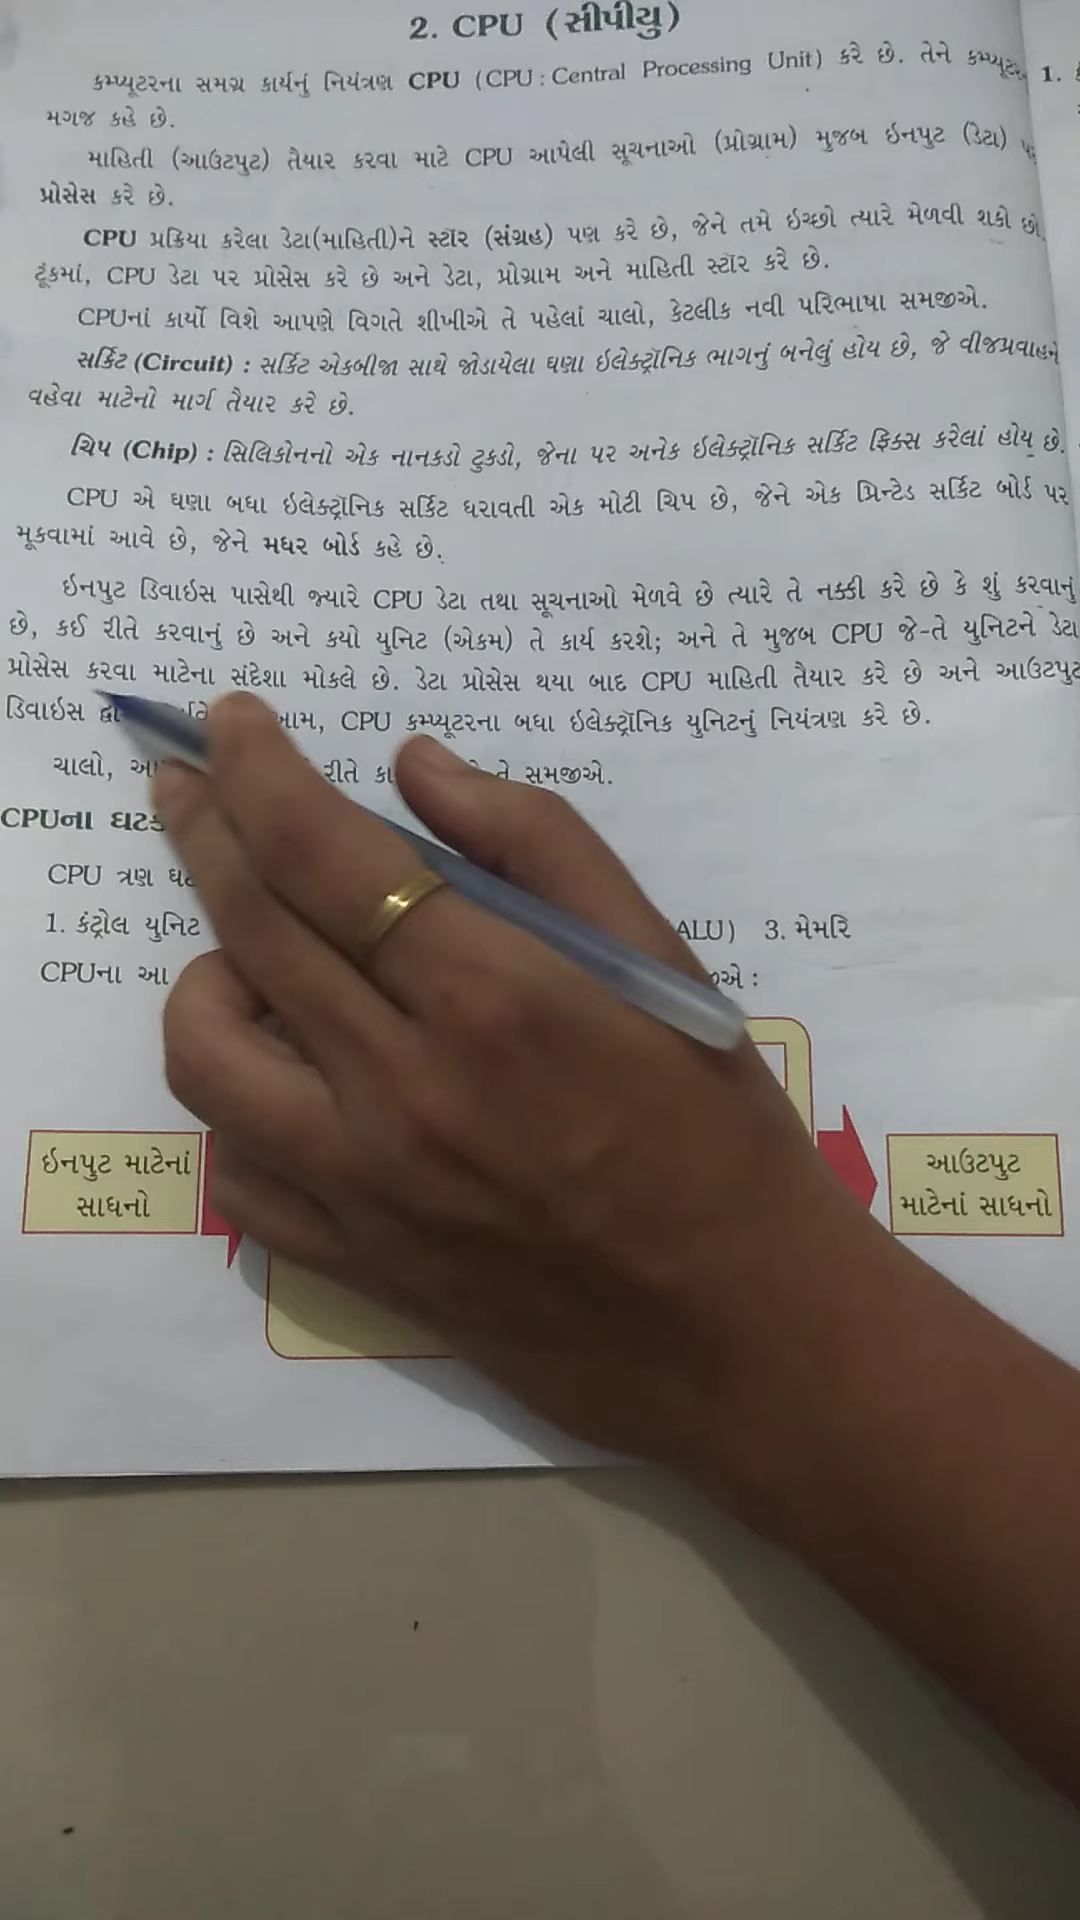 2. CPU (સીપીયુ)
કમ્પ્યૂટરના સમગ્ર કાર્યનું નિયંત્રણ CPU (CPU : Central Processing Unit) કરે છે. તેને કમ્પ્યૂટરનું
મગજ કહે છે.
માહિતી (આઉટપુટ) તૈયાર કરવા માટે CPU આપેલી સૂચનાઓ (પ્રોગ્રામ) મુજબ ઇનપુટ (ડેટા) પર
પ્રોસેસ કરે છે.
CPU પ્રક્રિયા કરેલા ડેટા(માહિતી)ને સ્ટૉર (સંગ્રહ) પણ કરે છે, જેને તમે ઇચ્છો ત્યારે મેળવી શકો છો.
ટૂંકમાં, CPU ડેટા પર પ્રોસેસ કરે છે અને ડેટા, પ્રોગ્રામ અને માહિતી સ્ટૉર કરે છે.
CPUનાં કાર્યો વિશે આપણે વિગતે શીખીએ તે પહેલાં ચાલો, કેટલીક નવી પરિભાષા સમજીએ.
સર્કિટ (Circuit) : સર્કિટ એકબીજા સાથે જોડાયેલા ઘણા ઇલેક્ટ્રૉનિક ભાગનું બનેલું હોય છે, જે વીજપ્રવાહને
વહેવા માટેનો માર્ગ તૈયાર કરે છે.
ચિપ (Chip) : સિલિકોનનો એક નાનકડો ટુકડો, જેના પર અનેક ઇલેક્ટ્રૉનિક સર્કિટ ફિક્સ કરેલાં હોય છે.
CPU એ ઘણા બધા ઇલેક્ટ્રૉનિક સર્કિટ ધરાવતી એક મોટી ચિપ છે, જેને એક પ્રિન્ટેડ સર્કિટ બોર્ડ પર
મૂકવામાં આવે છે, જેને મધર બોર્ડ કહે છે.
ઇનપુટ ડિવાઇસ પાસેથી જ્યારે CPU ડેટા તથા સૂચનાઓ મેળવે છે ત્યારે તે નક્કી કરે છે કે શું કરવાનું
છે, કઈ રીતે કરવાનું છે અને કયો યુનિટ (એકમ) તે કાર્ય કરશે; અને તે મુજબ CPU જે-તે યુનિટને ડેટા
પ્રોસેસ કરવા માટેના સંદેશા મોકલે છે. ડેટા પ્રોસેસ થયા બાદ CPU માહિતી તૈયાર કરે છે અને આઉટપુટ
ડિવાઇસ આમ, CPU કમ્પ્યૂટરના બધા ઇલેક્ટ્રૉનિક યુનિટનું નિયંત્રણ કરે છે.
ચાલો, રીતે તે સમજીએ.
CPUના ઘટક
CPU ત્રણ
1. કંટ્રોલ યુનિટ (ALU) 3. મેમરિ
CPUના આ
ઇનપુટ માટેનાં
સાધનો
આઉટપુટ
માટેનાં સાધનો
1.